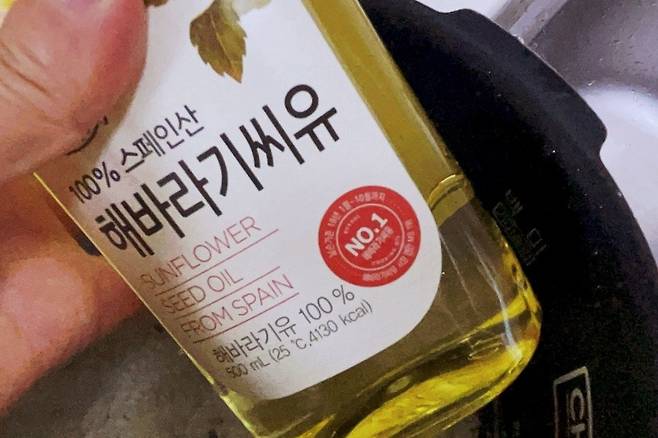 100% 스페인산
해바라기씨유
SUNFLOWER
SEED OIL
FROM SPAIN
NO.1
해바라기유 100 %
500 mL (25 ℃,4130 kcal)